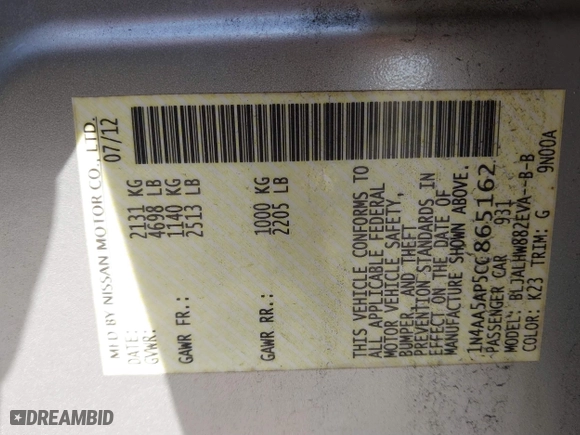 MFD BY NISSAN MOTOR CO., LTD.
DATE: 07/12
GVWR: 2131 KG
4698 LB
GAWR FR.: 1140 KG
2513 LB
GAWR RR.: 1000 KG
2205 LB
THIS VEHICLE CONFORMS TO
ALL APPLICABLE FEDERAL
MOTOR VEHICLE SAFETY,
BUMPER, AND THEFT
PREVENTION STANDARDS IN
EFFECT ON THE DATE OF
MANUFACTURE SHOWN ABOVE.
1N4AA5AP5CC865162
PASSENGER CAR 931
MODEL: BLJALHW882EVA--B-B
COLOR: K23 TRIM: G 9N00A
DREAMBID